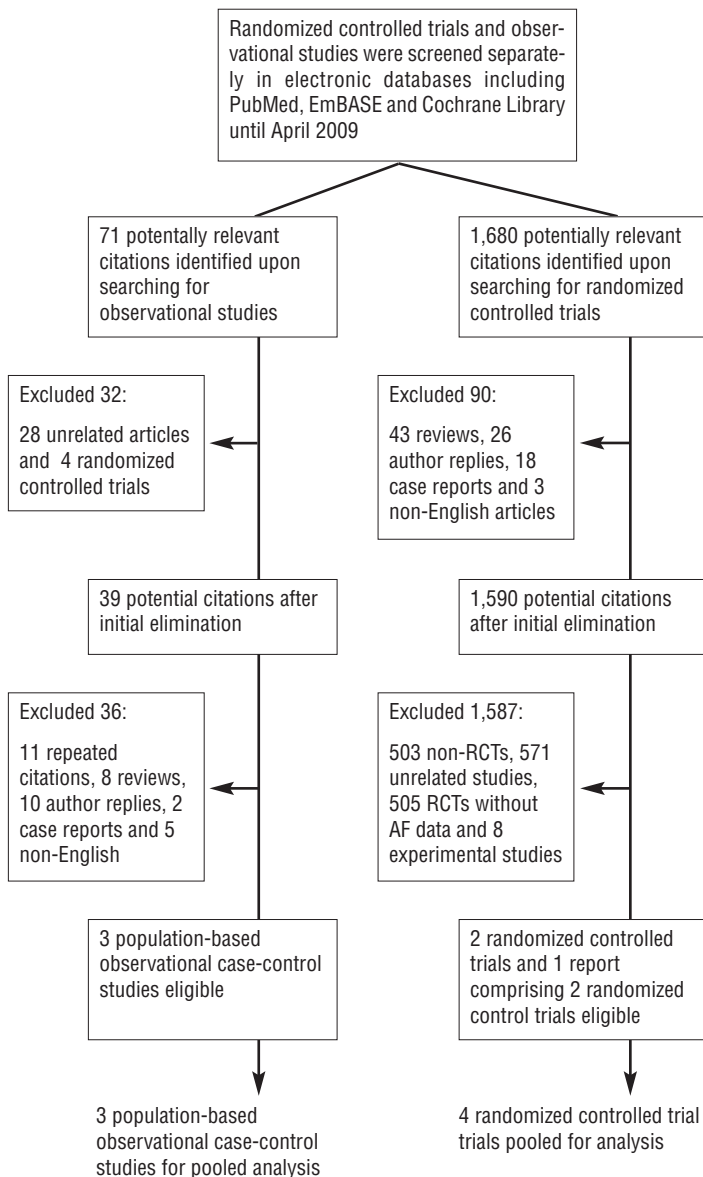 Randomized controlled trials and obser-
vational studies were screened separate-
ly in electronic databases including
PubMed, EmBASE and Cochrane Library
until April 2009
71 potentally relevant
citations identified upon
searching for
observational studies
1,680 potentially relevant
citations identified upon
searching for randomized
controlled trials
Excluded 32:
28 unrelated articles
and 4 randomized
controlled trials
Excluded 90:
43 reviews, 26
author replies, 18
case reports and 3
non-English articles
39 potential citations after
initial elimination
1,590 potential citations
after initial elimination
Excluded 36:
11 repeated
citations, 8 reviews,
10 author replies, 2
case reports and 5
non-English
Excluded 1,587:
503 non-RCTs, 571
unrelated studies,
505 RCTs without
AF data and 8
experimental studies
3 population-based
observational case-control
studies eligible
2 randomized controlled
trials and 1 report
comprising 2 randomized
control trials eligible
3 population-based
observational case-control
studies for pooled analysis
4 randomized controlled trial
trials pooled for analysis